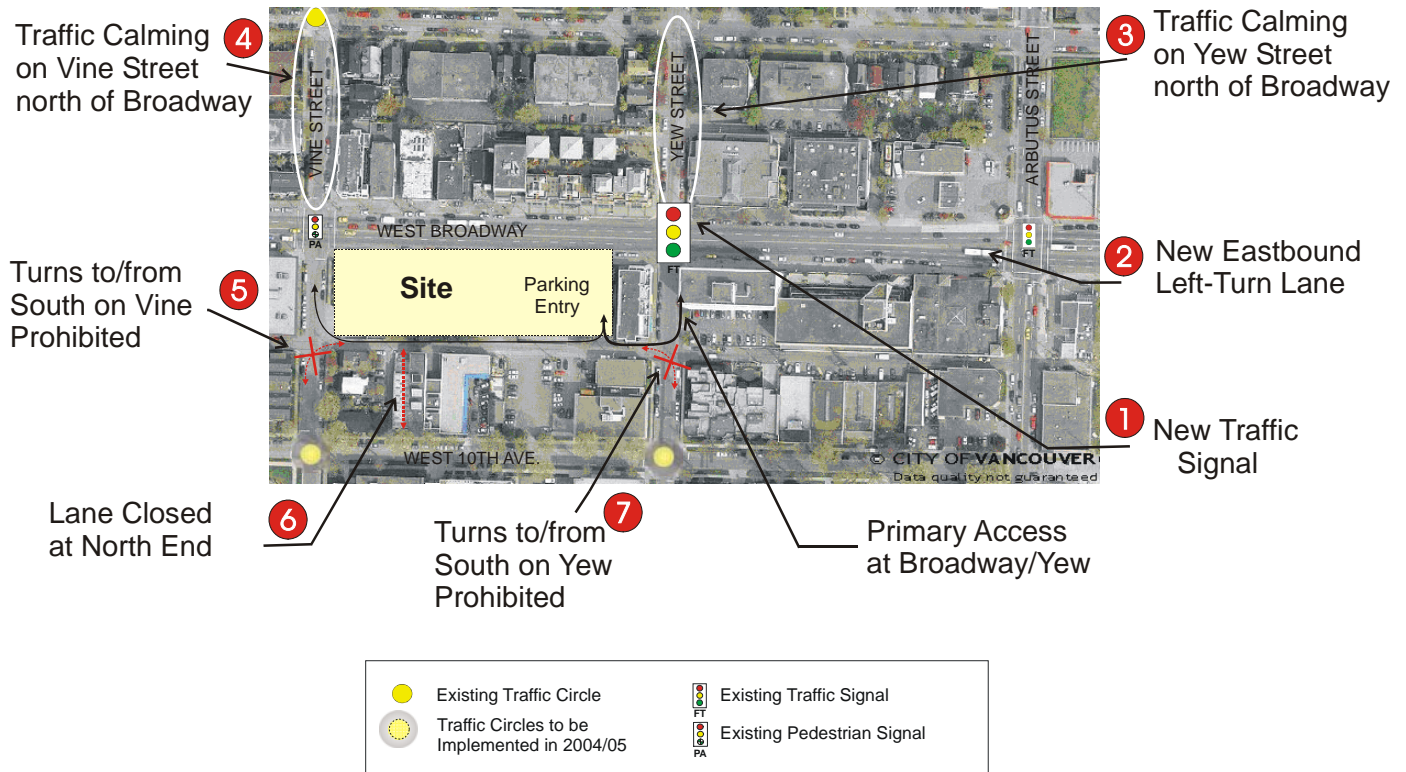 Traffic Calming
on Vine Street
north of Broadway
4
3
Traffic Calming
on Yew Street
north of Broadway
VINE STREET
YEW STREET
ARBUTUS STREET
PA
WEST BROADWAY
FT
FT
Site
Parking
Entry
2
New Eastbound
Left-Turn Lane
Turns to/from
South on Vine
Prohibited
5
1
New Traffic
Signal
WEST 10TH AVE.
© CITY OF VANCOUVER
Data quality not guaranteed
Lane Closed
at North End
6
Turns to/from
South on Yew
Prohibited
7
Primary Access
at Broadway/Yew
Existing Traffic Circle
Traffic Circles to be
Implemented in 2004/05
FT
Existing Traffic Signal
PA
Existing Pedestrian Signal